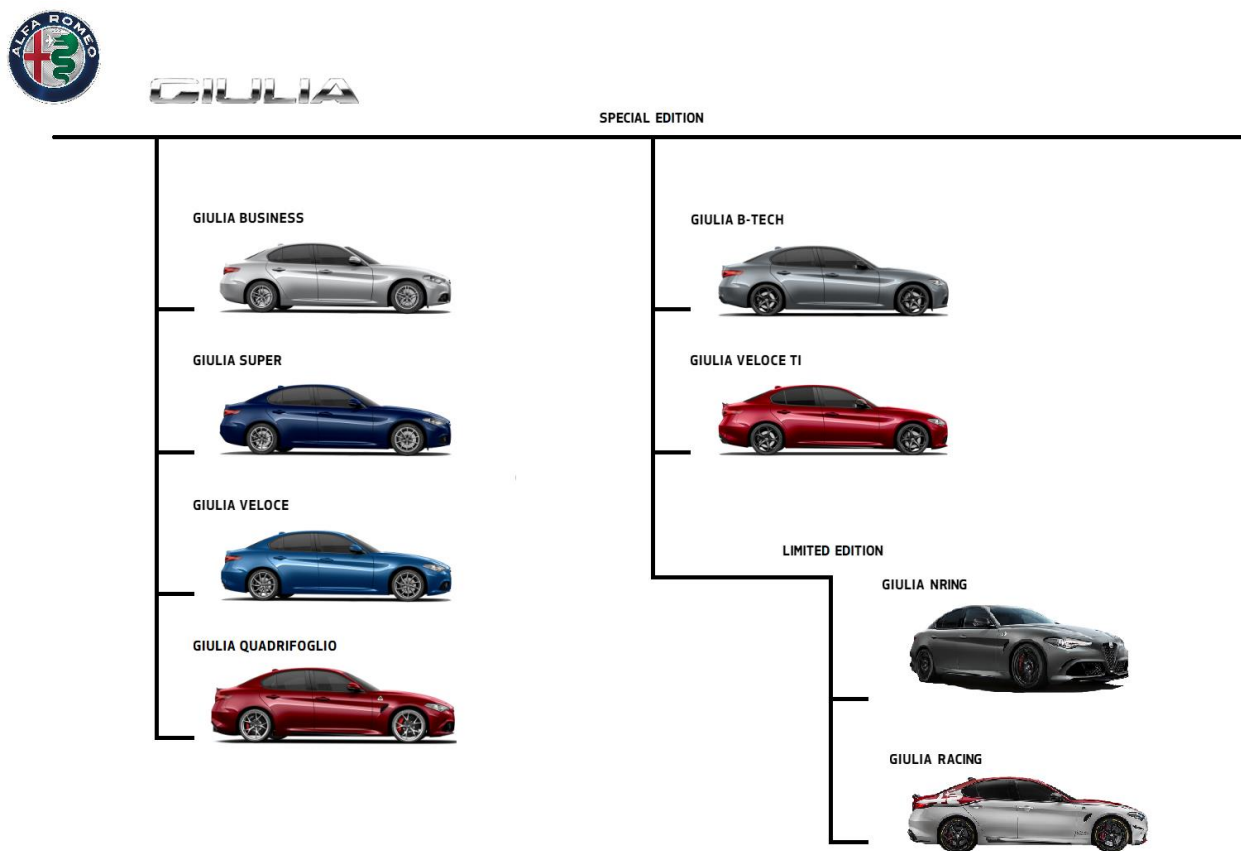 ALFA ROMEO
GIULIA
SPECIAL EDITION
GIULIA BUSINESS
GIULIA B-TECH
GIULIA SUPER
GIULIA VELOCE TI
GIULIA VELOCE
LIMITED EDITION
GIULIA NRING
GIULIA QUADRIFOGLIO
GIULIA RACING